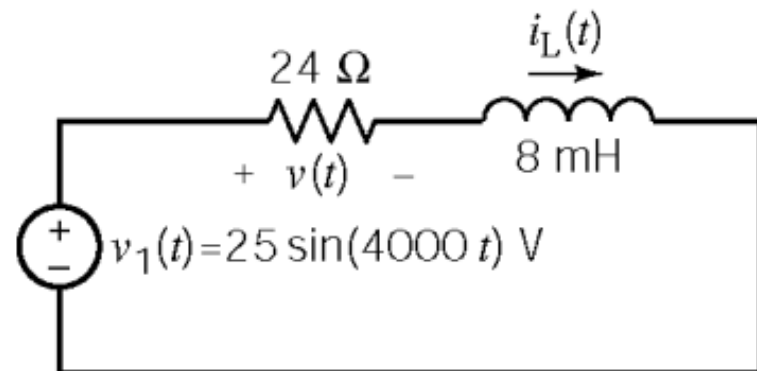 i_L(t)
24 Ω
8 mH
+ v(t) −
+
−
v_1(t)=25 sin(4000 t) V